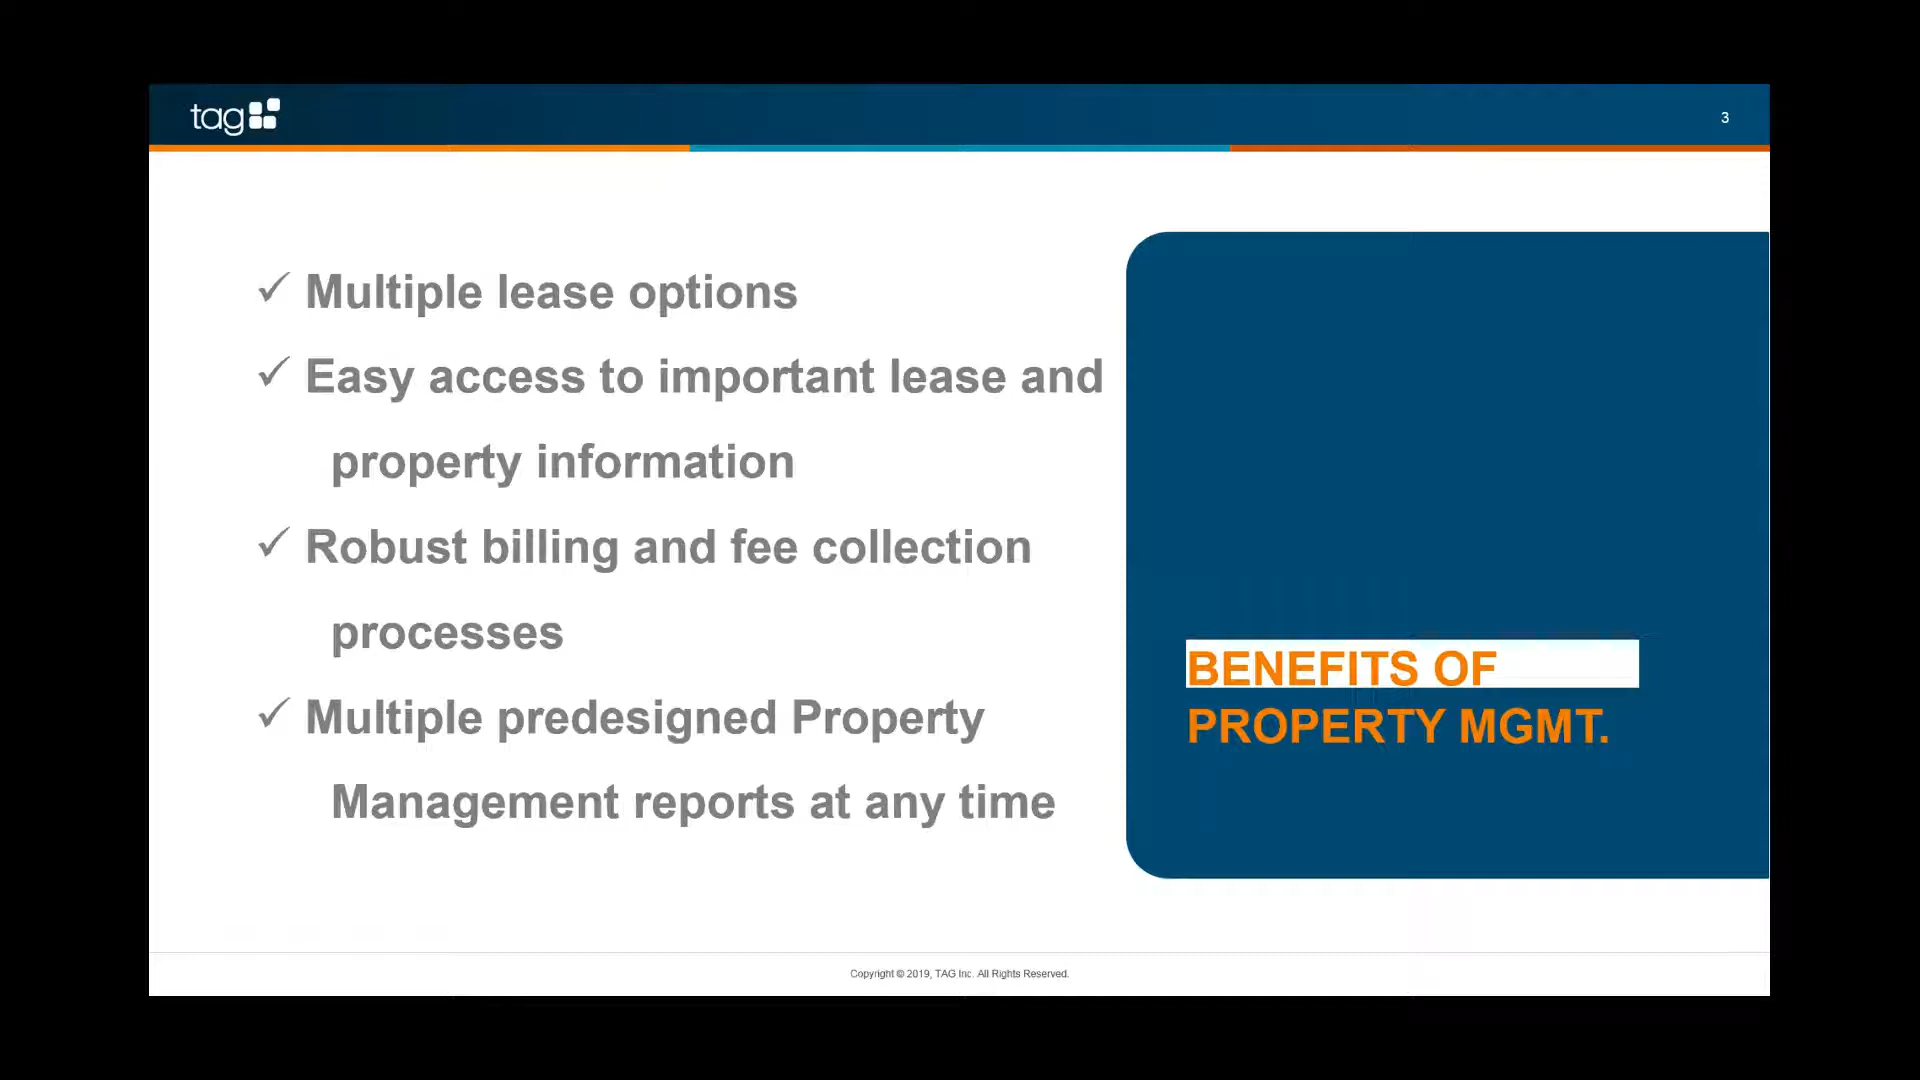 tag
3
✓ Multiple lease options
✓ Easy access to important lease and
property information
✓ Robust billing and fee collection
processes
✓ Multiple predesigned Property
Management reports at any time
BENEFITS OF
PROPERTY MGMT.
Copyright © 2019, TAG Inc. All Rights Reserved.